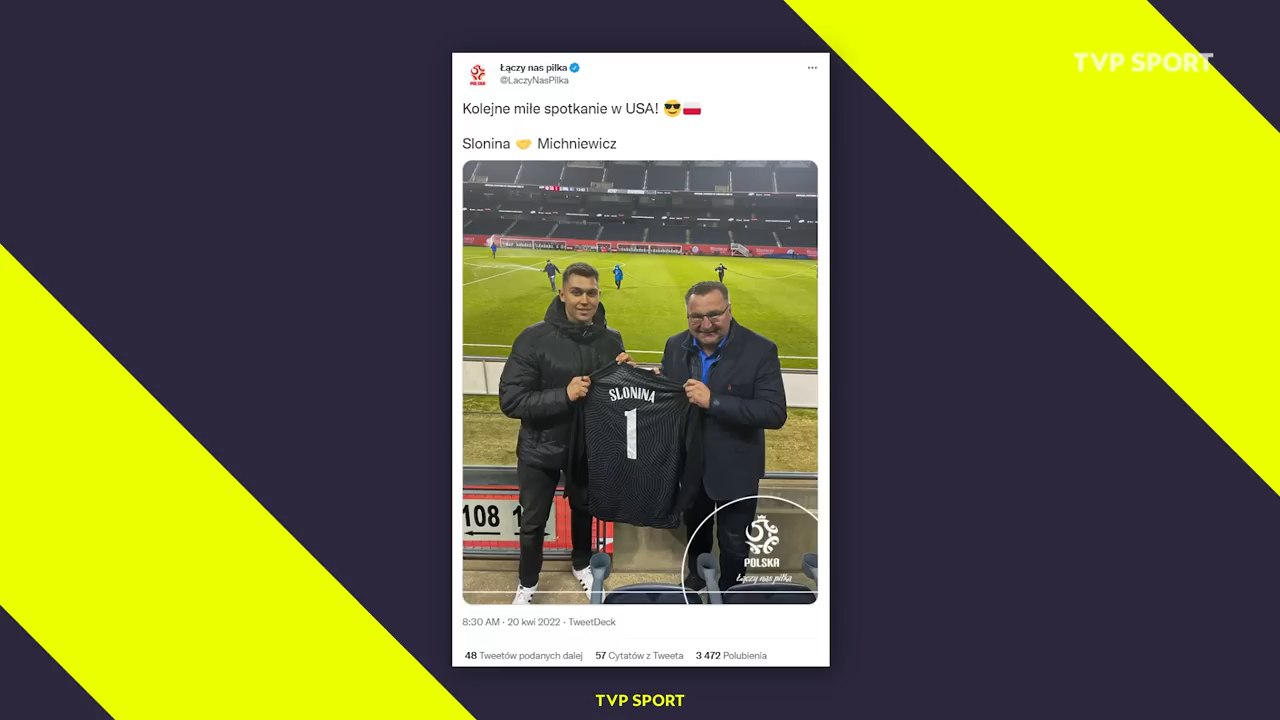 TVP SPORT
Łączy nas piłka
@LaczyNasPilka
Kolejne miłe spotkanie w USA! 😎🇵🇱
Slonina 🤝 Michniewicz
SLONINA
1
108
POLSKA
Łączy nas piłka
8:30 AM · 20 kwi 2022 · TweetDeck
48 Tweetów podanych dalej 57 Cytatów z Tweeta 3 472 Polubienia
TVP SPORT